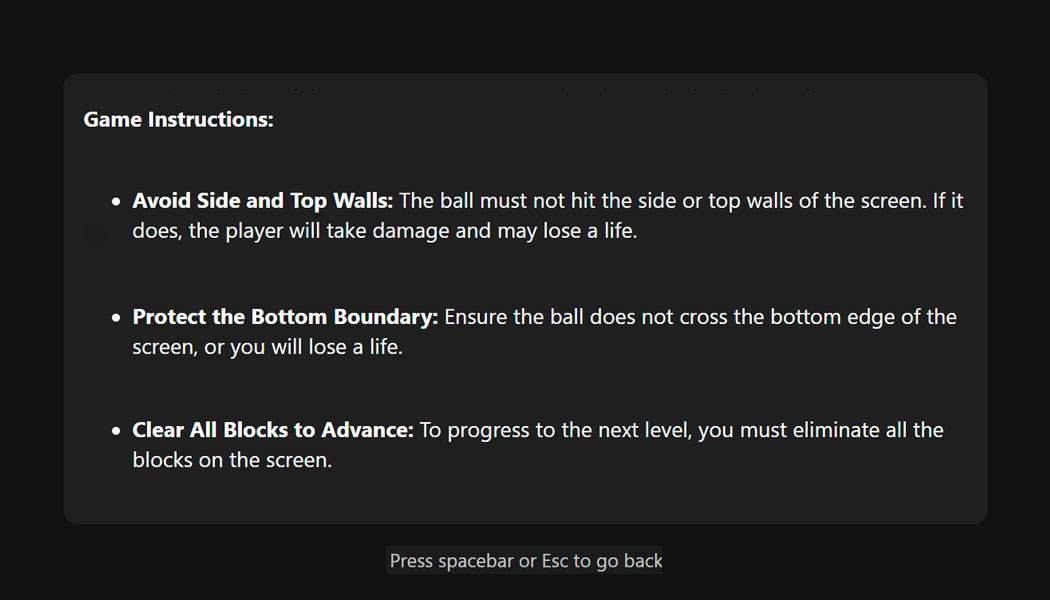 Game Instructions:
• Avoid Side and Top Walls: The ball must not hit the side or top walls of the screen. If it
does, the player will take damage and may lose a life.
• Protect the Bottom Boundary: Ensure the ball does not cross the bottom edge of the
screen, or you will lose a life.
• Clear All Blocks to Advance: To progress to the next level, you must eliminate all the
blocks on the screen.
Press spacebar or Esc to go back